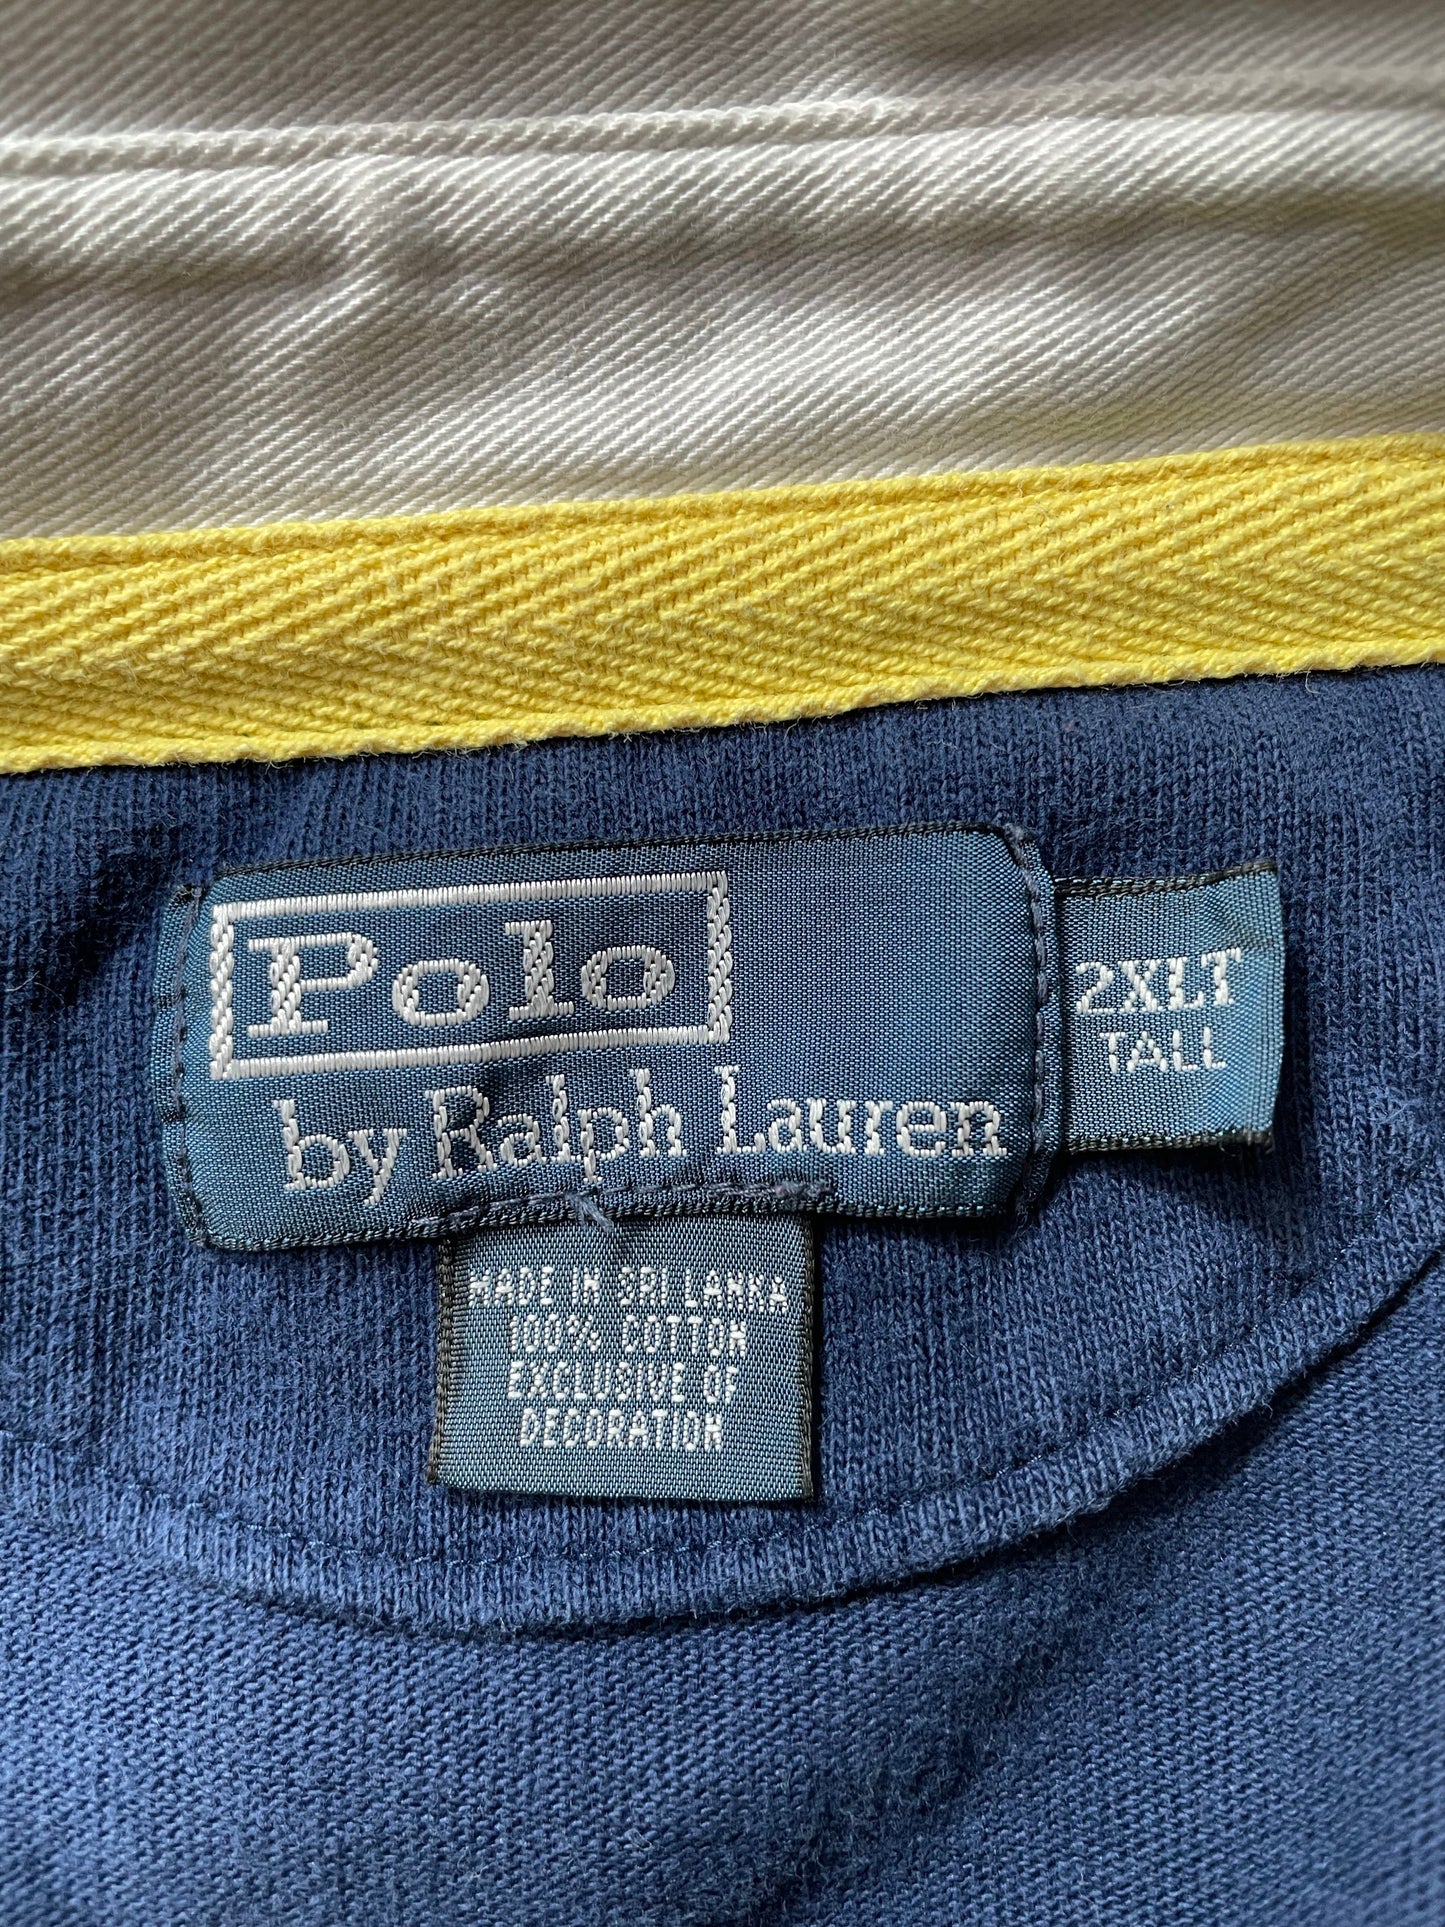 Polo
by Ralph Lauren
2XLT
TALL
MADE IN SRI LANKA
100% COTTON
EXCLUSIVE OF
DECORATION